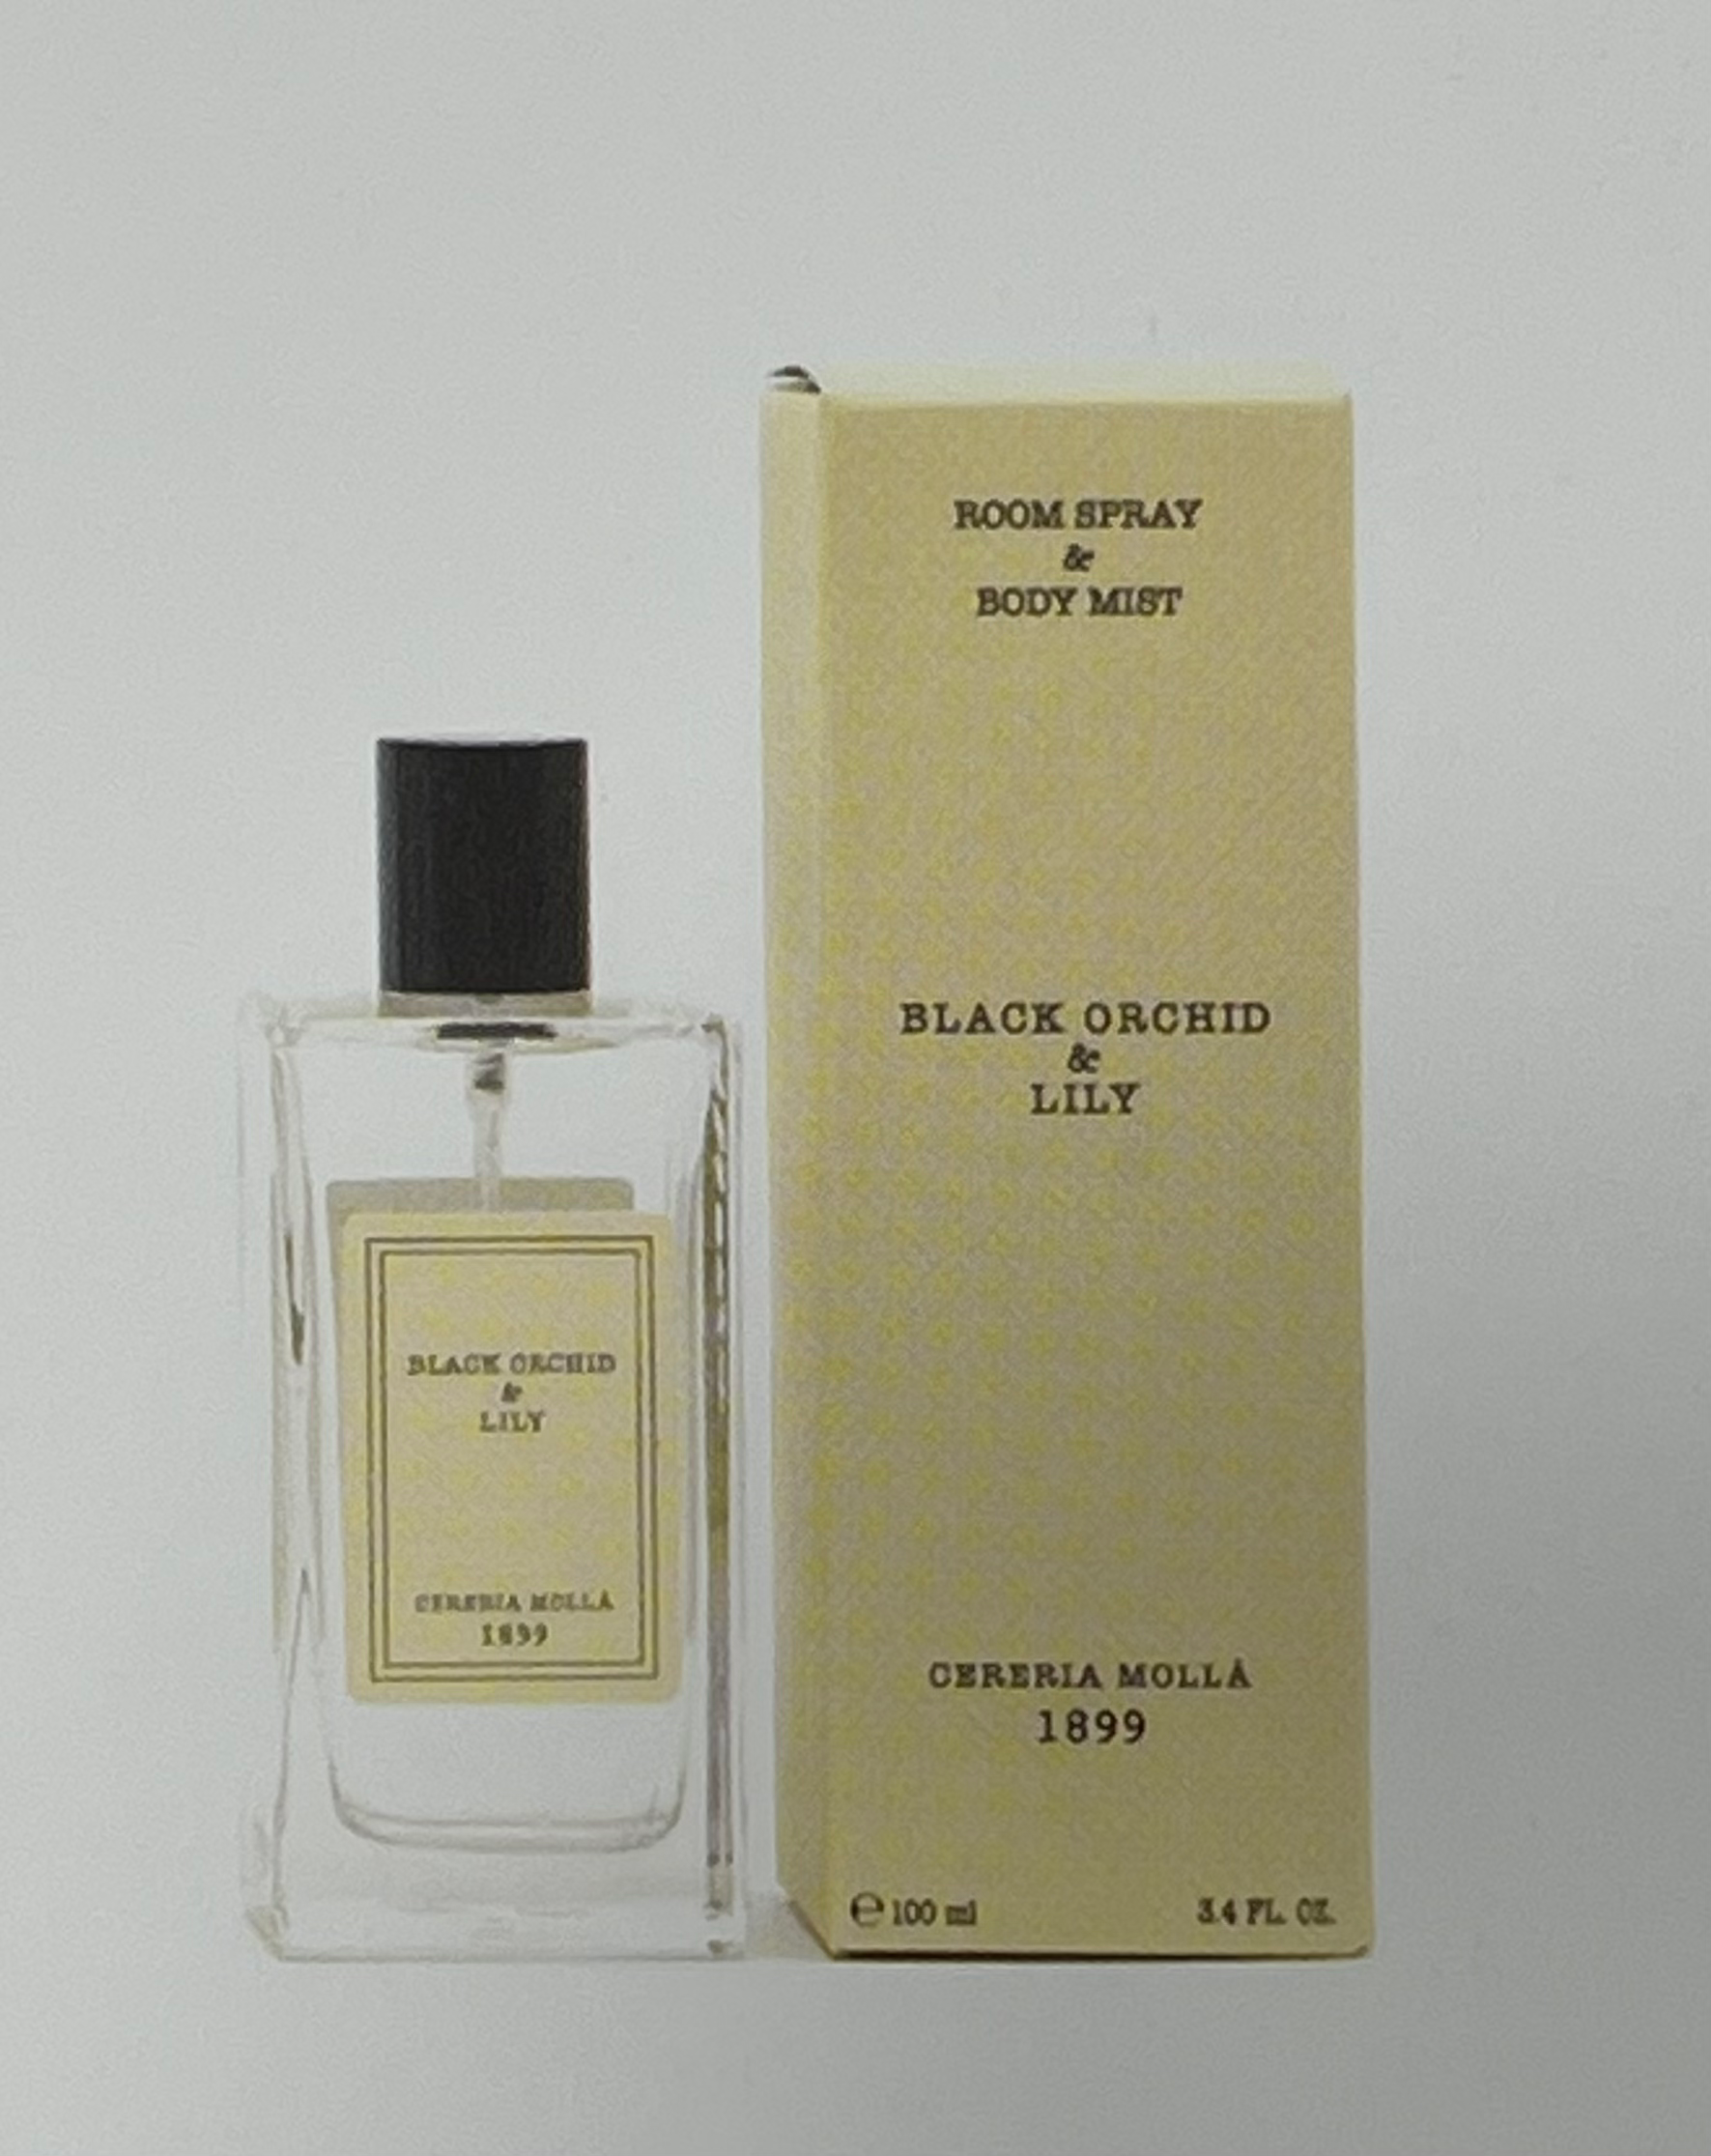 ROOM SPRAY
&
BODY MIST
BLACK ORCHID
&
LILY
CERERIA MOLLÁ
1899
℮ 100 ml
3.4 FL. OZ.
BLACK ORCHID
&
LILY
CERERIA MOLLÁ
1899